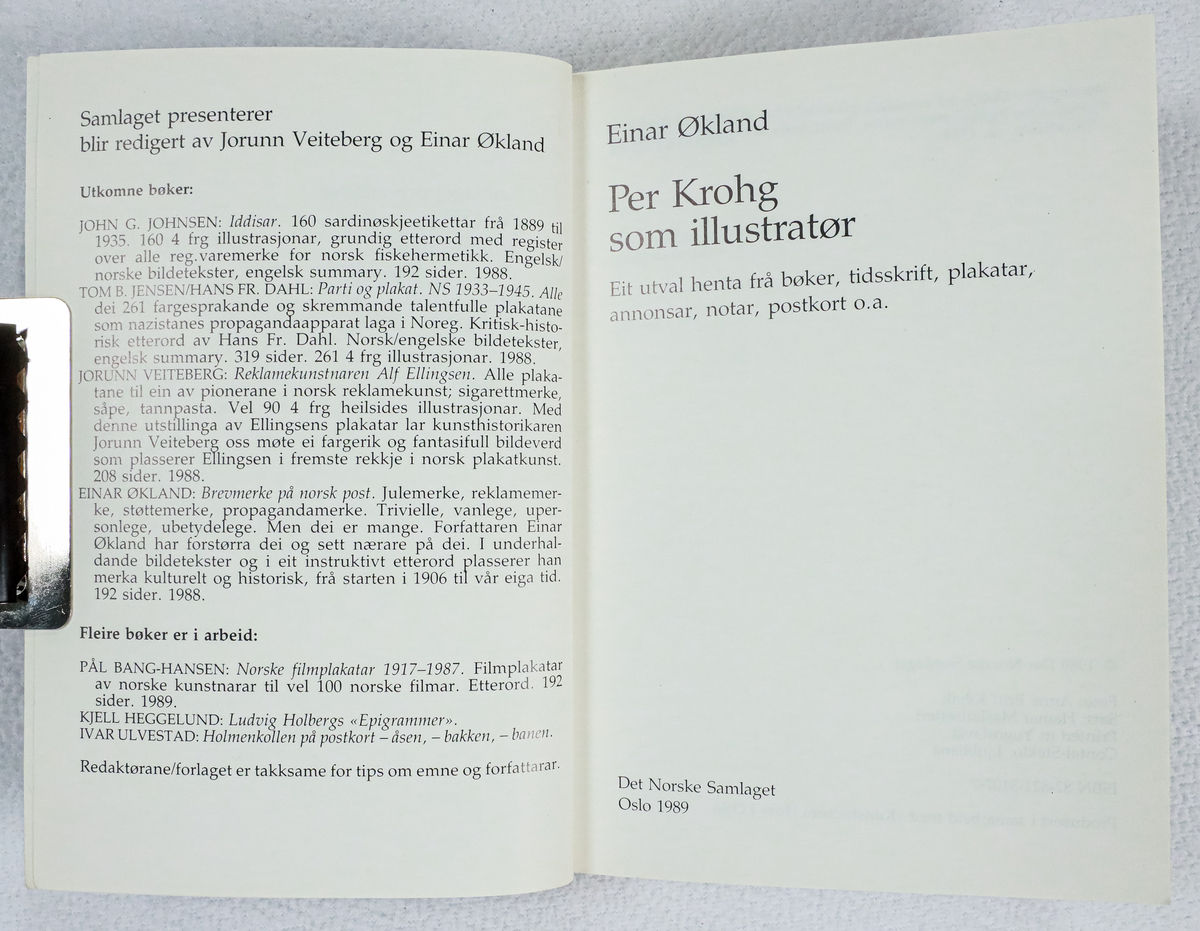 Samlaget presenterer
blir redigert av Jorunn Veiteberg og Einar Økland
Utkomne bøker:
JOHN G. JOHNSEN: Iddisar. 160 sardinøskjeetikettar frå 1889 til
1935. 160 4 frg illustrasjonar, grundig etterord med register
over alle reg.varemerke for norsk fiskehermetikk. Engelsk/
norske bildetekster, engelsk summary. 192 sider. 1988.
TOM B. JENSEN/HANS FR. DAHL: Parti og plakat. NS 1933–1945. Alle
dei 261 fargesprakande og skremmande talentfulle plakatane
som nazistanes propagandaapparat laga i Noreg. Kritisk-histo-
risk etterord av Hans Fr. Dahl. Norsk/engelske bildetekster,
engelsk summary. 319 sider. 261 4 frg illustrasjonar. 1988.
JORUNN VEITEBERG: Reklamekunstnaren Alf Ellingsen. Alle plaka-
tane til ein av pionerane i norsk reklamekunst; sigarettmerke,
såpe, tannpasta. Vel 90 4 frg heilsides illustrasjonar. Med
denne utstillinga av Ellingsens plakatar lar kunsthistorikaren
Jorunn Veiteberg oss møte ei fargerik og fantasifull bildeverd
som plasserer Ellingsen i fremste rekkje i norsk plakatkunst.
208 sider. 1988.
EINAR ØKLAND: Brevmerke på norsk post. Julemerke, reklamemer-
ke, støttemerke, propagandamerke. Trivielle, vanlege, uper-
sonlege, ubetydelege. Men dei er mange. Forfattaren Einar
Økland har forstørra dei og sett nærare på dei. I underhal-
dande bildetekster og i eit instruktivt etterord plasserer han
merka kulturelt og historisk, frå starten i 1906 til vår eiga tid.
192 sider. 1988.
Fleire bøker er i arbeid:
PÅL BANG-HANSEN: Norske filmplakatar 1917–1987. Filmplakatar
av norske kunstnarar til vel 100 norske filmar. Etterord. 192
sider. 1989.
KJELL HEGGELUND: Ludvig Holbergs «Epigrammer».
IVAR ULVESTAD: Holmenkollen på postkort – åsen, – bakken, – banen.
Redaktørane/forlaget er takksame for tips om emne og forfattarar.
Einar Økland
Per Krohg
som illustratør
Eit utval henta frå bøker, tidsskrift, plakatar,
annonsar, notar, postkort o.a.
Det Norske Samlaget
Oslo 1989